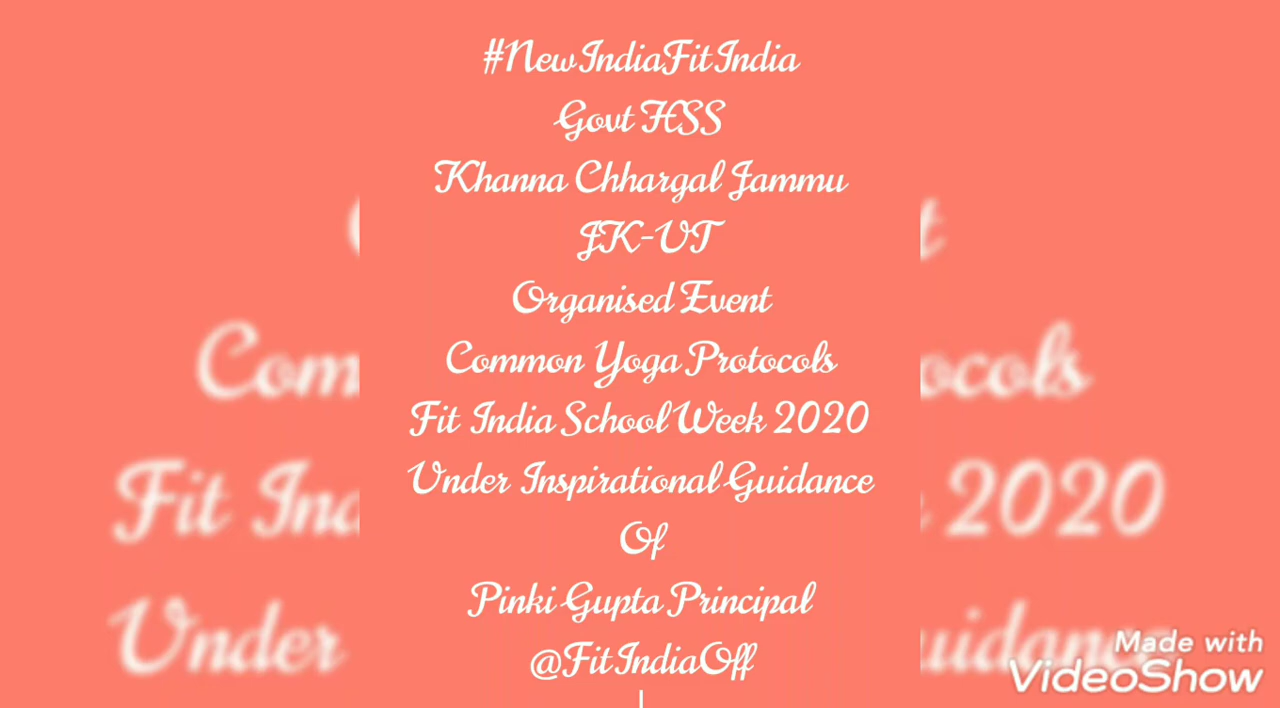 #NewIndiaFitIndia
Govt HSS
Khanna Chhargal Jammu
JK-UT
Organised Event
Common Yoga Protocols
Fit India School Week 2020
Under Inspirational Guidance
Of
Pinki Gupta Principal
@FitIndiaOff
Made with
VideoShow